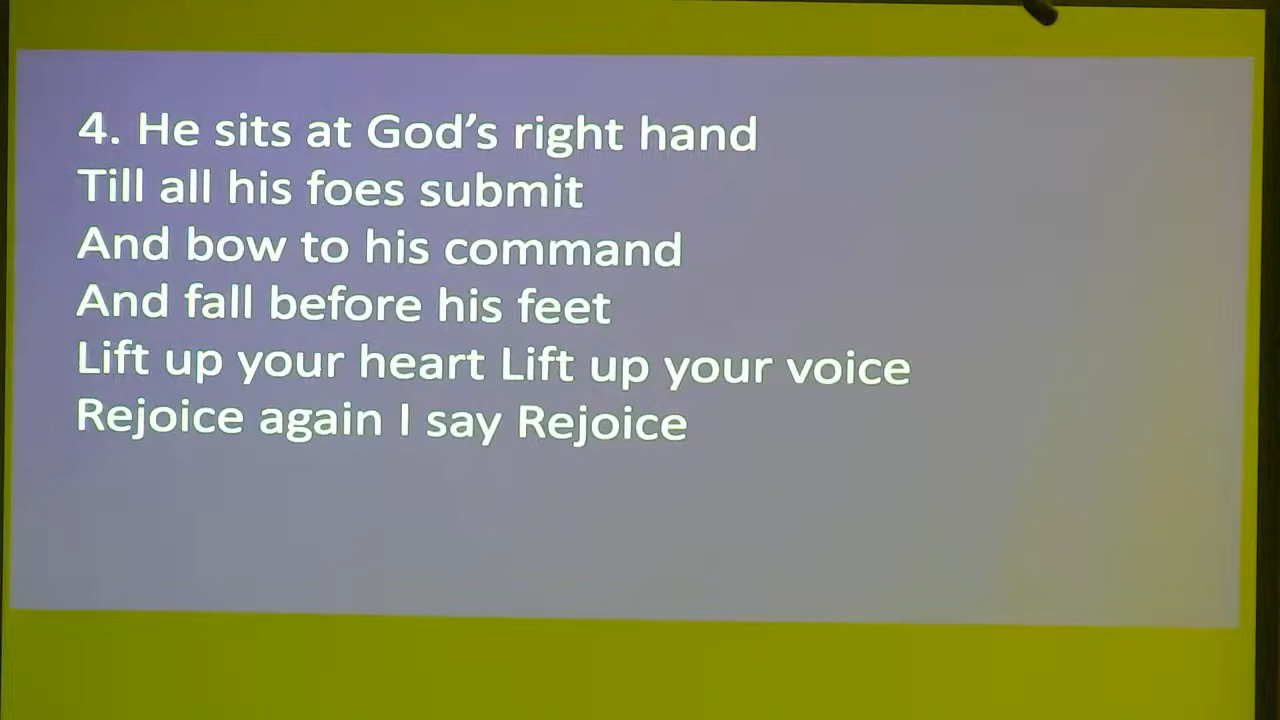 4. He sits at God’s right hand
Till all his foes submit
And bow to his command
And fall before his feet
Lift up your heart Lift up your voice
Rejoice again I say Rejoice